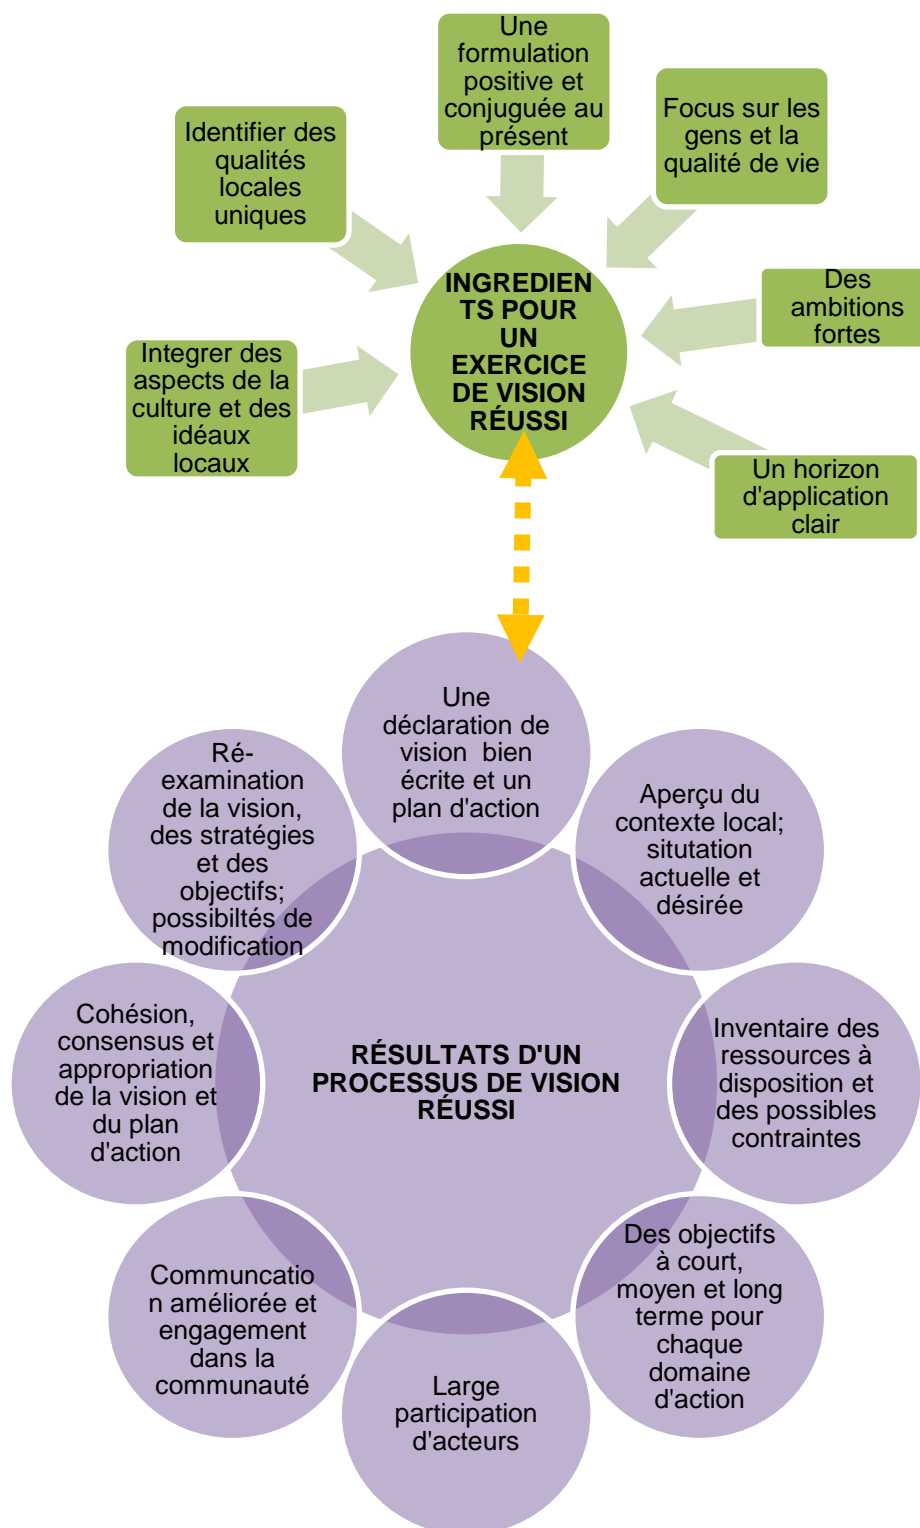 Une
formulation
positive et
conjuguée au
présent
Identifier des
qualités
locales
uniques
Focus sur les
gens et la
qualité de vie
Des
ambitions
fortes
Integrer des
aspects de la
culture et des
idéaux
locaux
Un horizon
d'application
clair
INGREDIEN
TS POUR
UN
EXERCICE
DE VISION
RÉUSSI
Une
déclaration de
vision bien
écrite et un
plan d'action
Ré-
examination
de la vision,
des stratégies
et des
objectifs;
possibiltés de
modification
Aperçu du
contexte local;
situtation
actuelle et
désirée
Cohésion,
consensus et
appropriation
de la vision et
du plan
d'action
RÉSULTATS D'UN
PROCESSUS DE VISION
RÉUSSI
Inventaire des
ressources à
disposition et
des possibles
contraintes
Communcatio
n améliorée et
engagement
dans la
communauté
Des objectifs
à court,
moyen et long
terme pour
chaque
domaine
d'action
Large
participation
d'acteurs